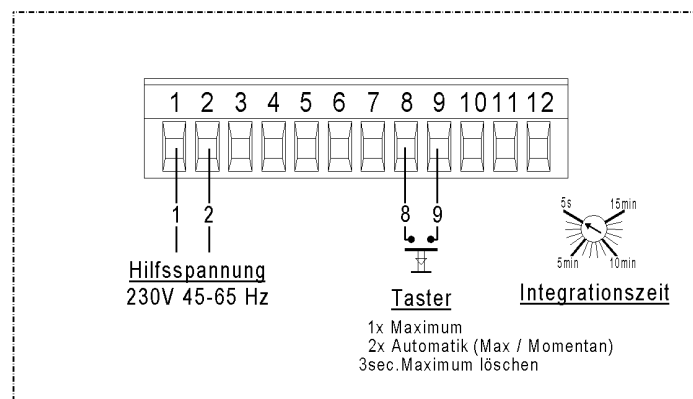 1 2 3 4 5 6 7 8 9 10 11 12
1 2 8 9
5s 15min
5min 10min
Hilfsspannung
230V 45-65 Hz
Taster
Integrationszeit
1x Maximum
2x Automatik (Max / Momentan)
3sec.Maximum löschen